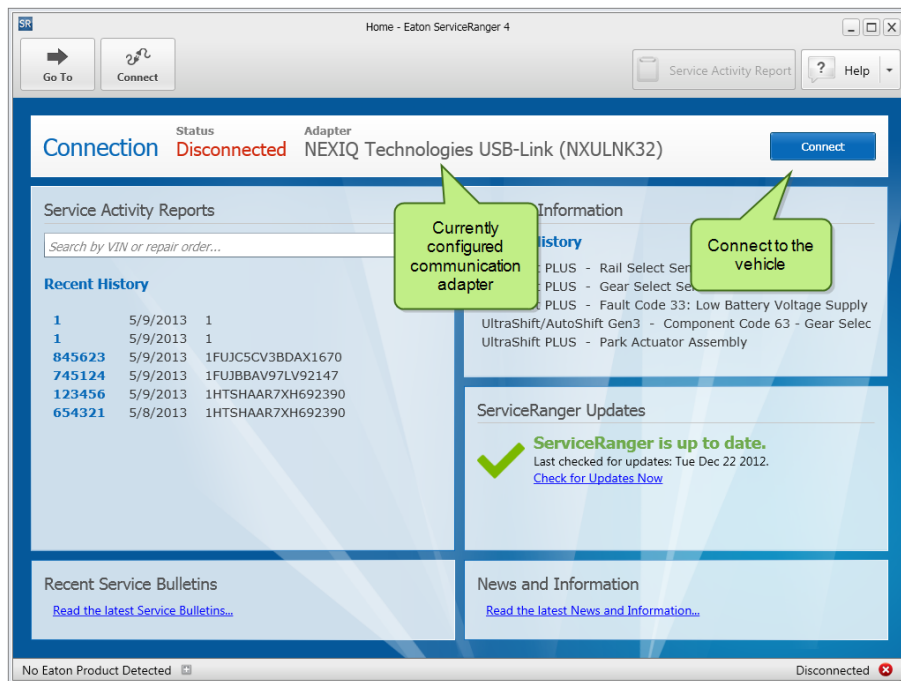 SR
Home - Eaton ServiceRanger 4
Go To
Connect
Service Activity Report
? Help
Connection
Status
Disconnected
Adapter
NEXIQ Technologies USB-Link (NXULNK32)
Connect
Currently
configured
communication
adapter
Connect to the
vehicle
Service Activity Reports
Search by VIN or repair order...
Recent History
1 5/9/2013 1
1 5/9/2013 1
845623 5/9/2013 1FUJC5CV3BDAX1670
745124 5/9/2013 1FUJBBAV97LV92147
123456 5/9/2013 1HTSHAAR7XH692390
654321 5/8/2013 1HTSHAAR7XH692390
Information
History
PLUS - Rail Select
PLUS - Gear Select
PLUS - Fault Code 33: Low Battery Voltage Supply
UltraShift/AutoShift Gen3 - Component Code 63 - Gear Selec
UltraShift PLUS - Park Actuator Assembly
ServiceRanger Updates
ServiceRanger is up to date.
Last checked for updates: Tue Dec 22 2012.
Check for Updates Now
Recent Service Bulletins
Read the latest Service Bulletins...
News and Information
Read the latest News and Information...
No Eaton Product Detected
Disconnected